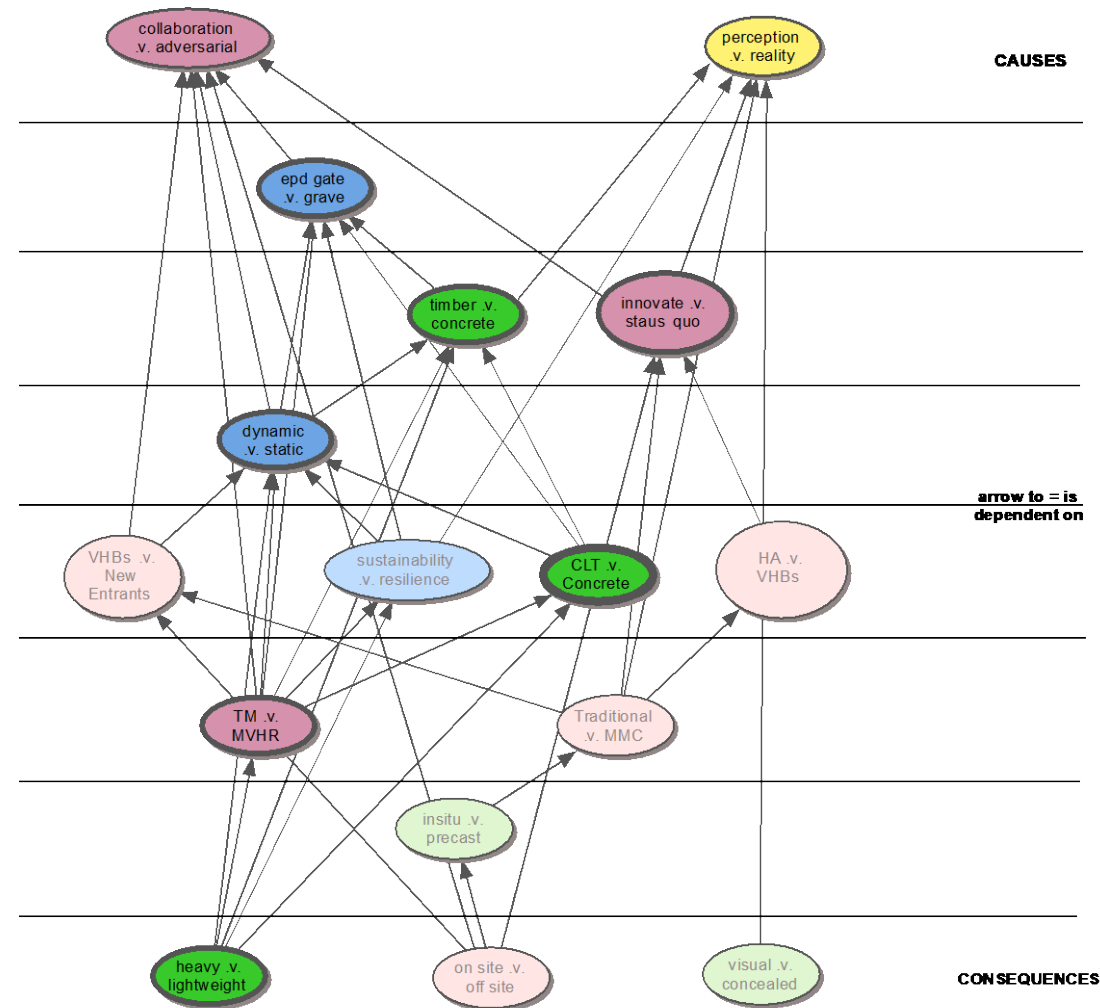 collaboration
.v. adversarial
perception
.v. reality
CAUSES
epd gate
.v. grave
timber .v.
concrete
innovate .v.
staus quo
dynamic
.v. static
arrow to = is
dependent on
VHBs .v.
New
Entrants
sustainability
.v. resilience
CLT .v.
Concrete
HA .v.
VHBs
TM .v.
MVHR
Traditional
.v. MMC
insitu .v.
precast
heavy .v.
lightweight
on site .v.
off site
visual .v.
concealed
CONSEQUENCES